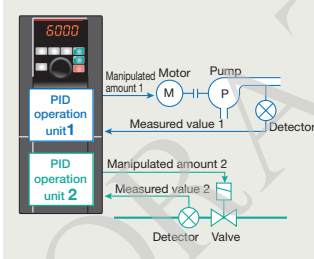 6000
Manipulated Motor Pump
amount 1
M
P
PID
operation
unit1
Measured value 1
Detector
PID
operation
unit 2
Manipulated amount 2
Measured value 2
Detector Valve